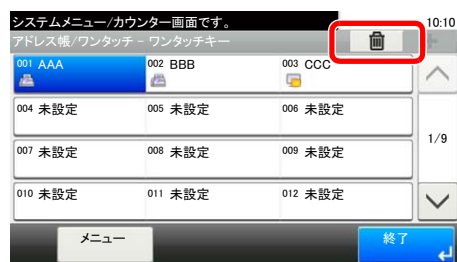 システムメニュー/カウンター画面です。
10:10
アドレス帳/ワンタッチ - ワンタッチキー
001 AAA 002 BBB 003 CCC
004 未設定 005 未設定 006 未設定
1/9
007 未設定 008 未設定 009 未設定
010 未設定 011 未設定 012 未設定
メニュー 終了